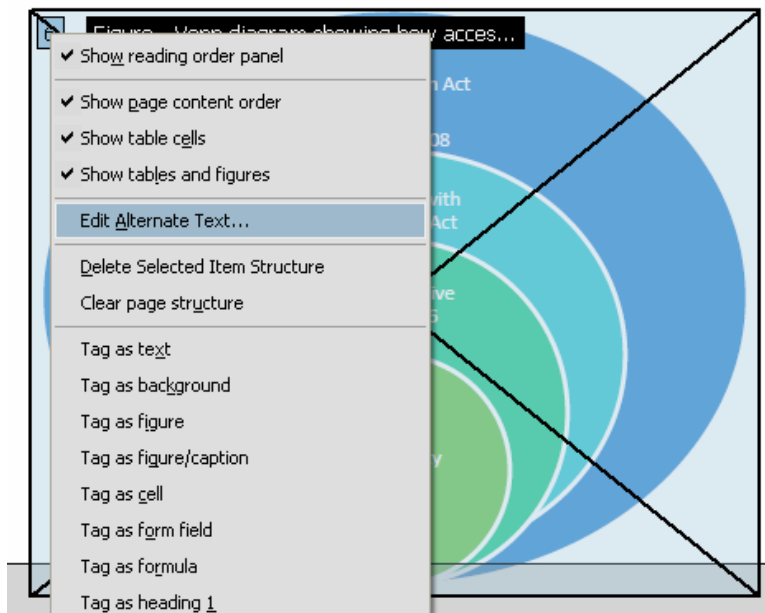 6
Figure - Venn diagram showing how acces...
Show reading order panel
n Act
Show page content order
08
Show table cells
Show tables and figures
with
Edit Alternate Text...
Act
Delete Selected Item Structure
ive
Clear page structure
6
Tag as text
Tag as background
Tag as figure
Tag as figure/caption
y
Tag as cell
Tag as form field
Tag as formula
Tag as heading 1